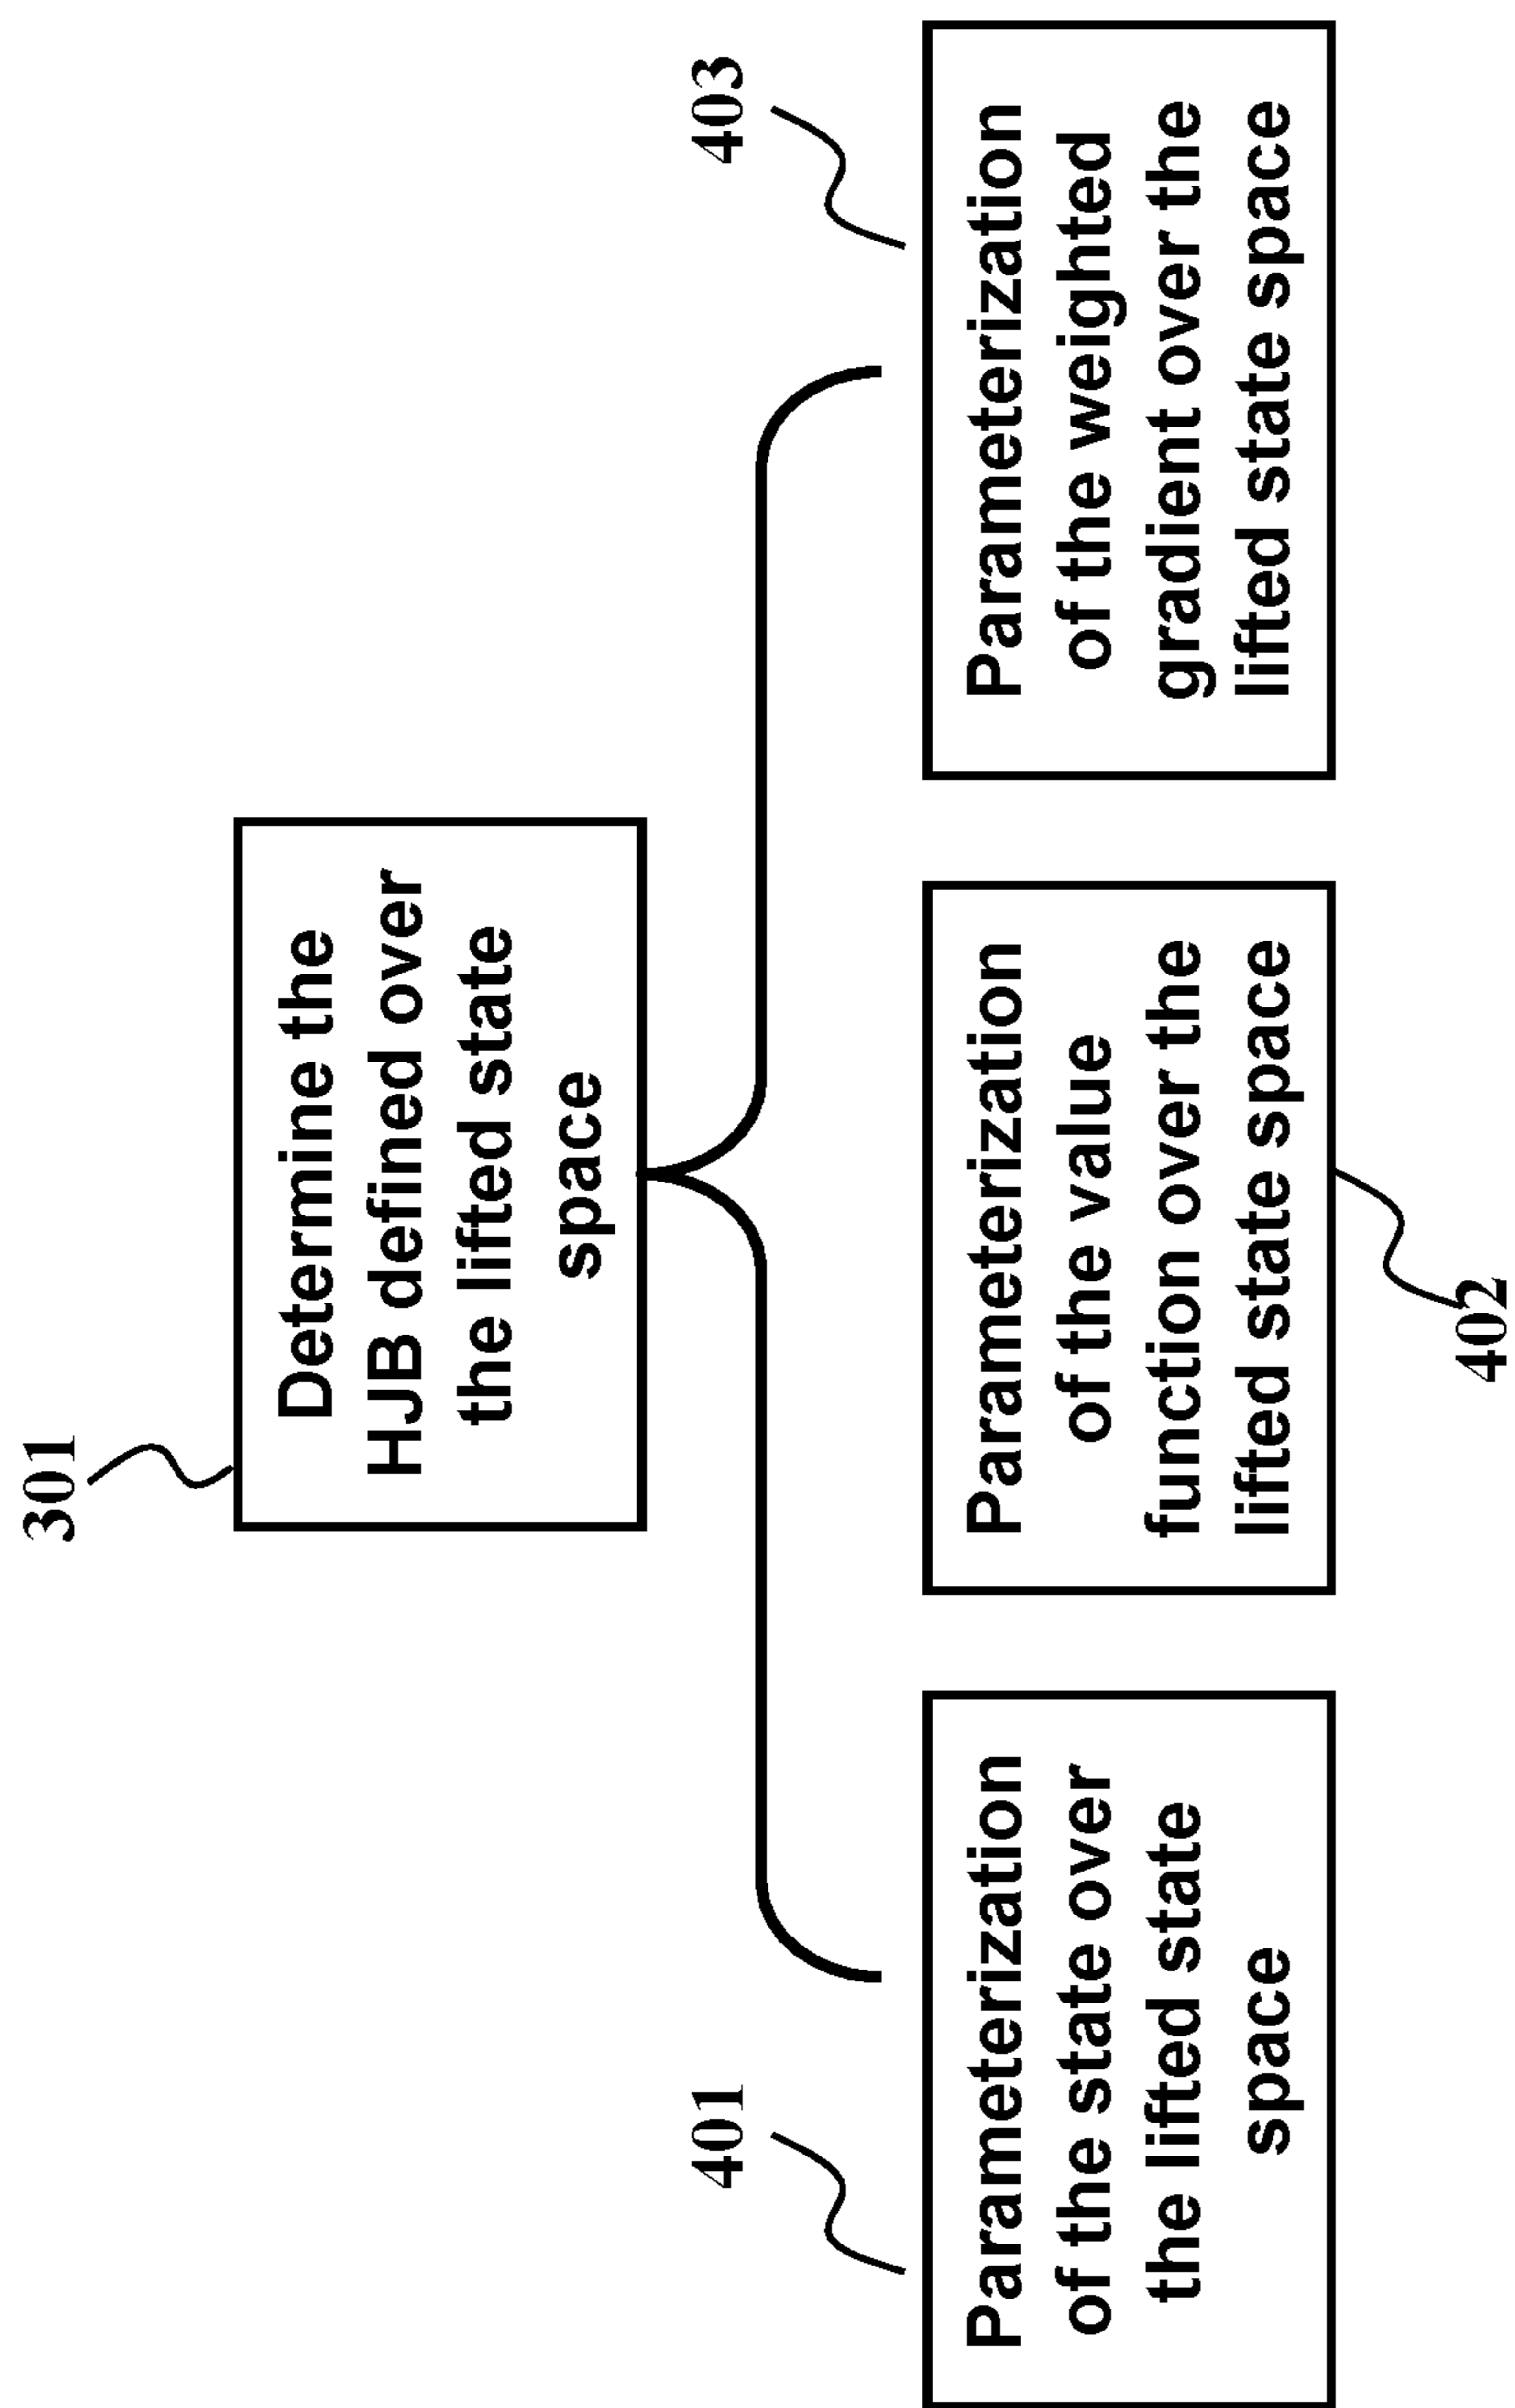 301
Determine the
HJB defined over
the lifted state
space
401
Parameterization
of the state over
the lifted state
space
Parameterization
of the value
function over the
lifted state space
402
403
Parameterization
of the weighted
gradient over the
lifted state space